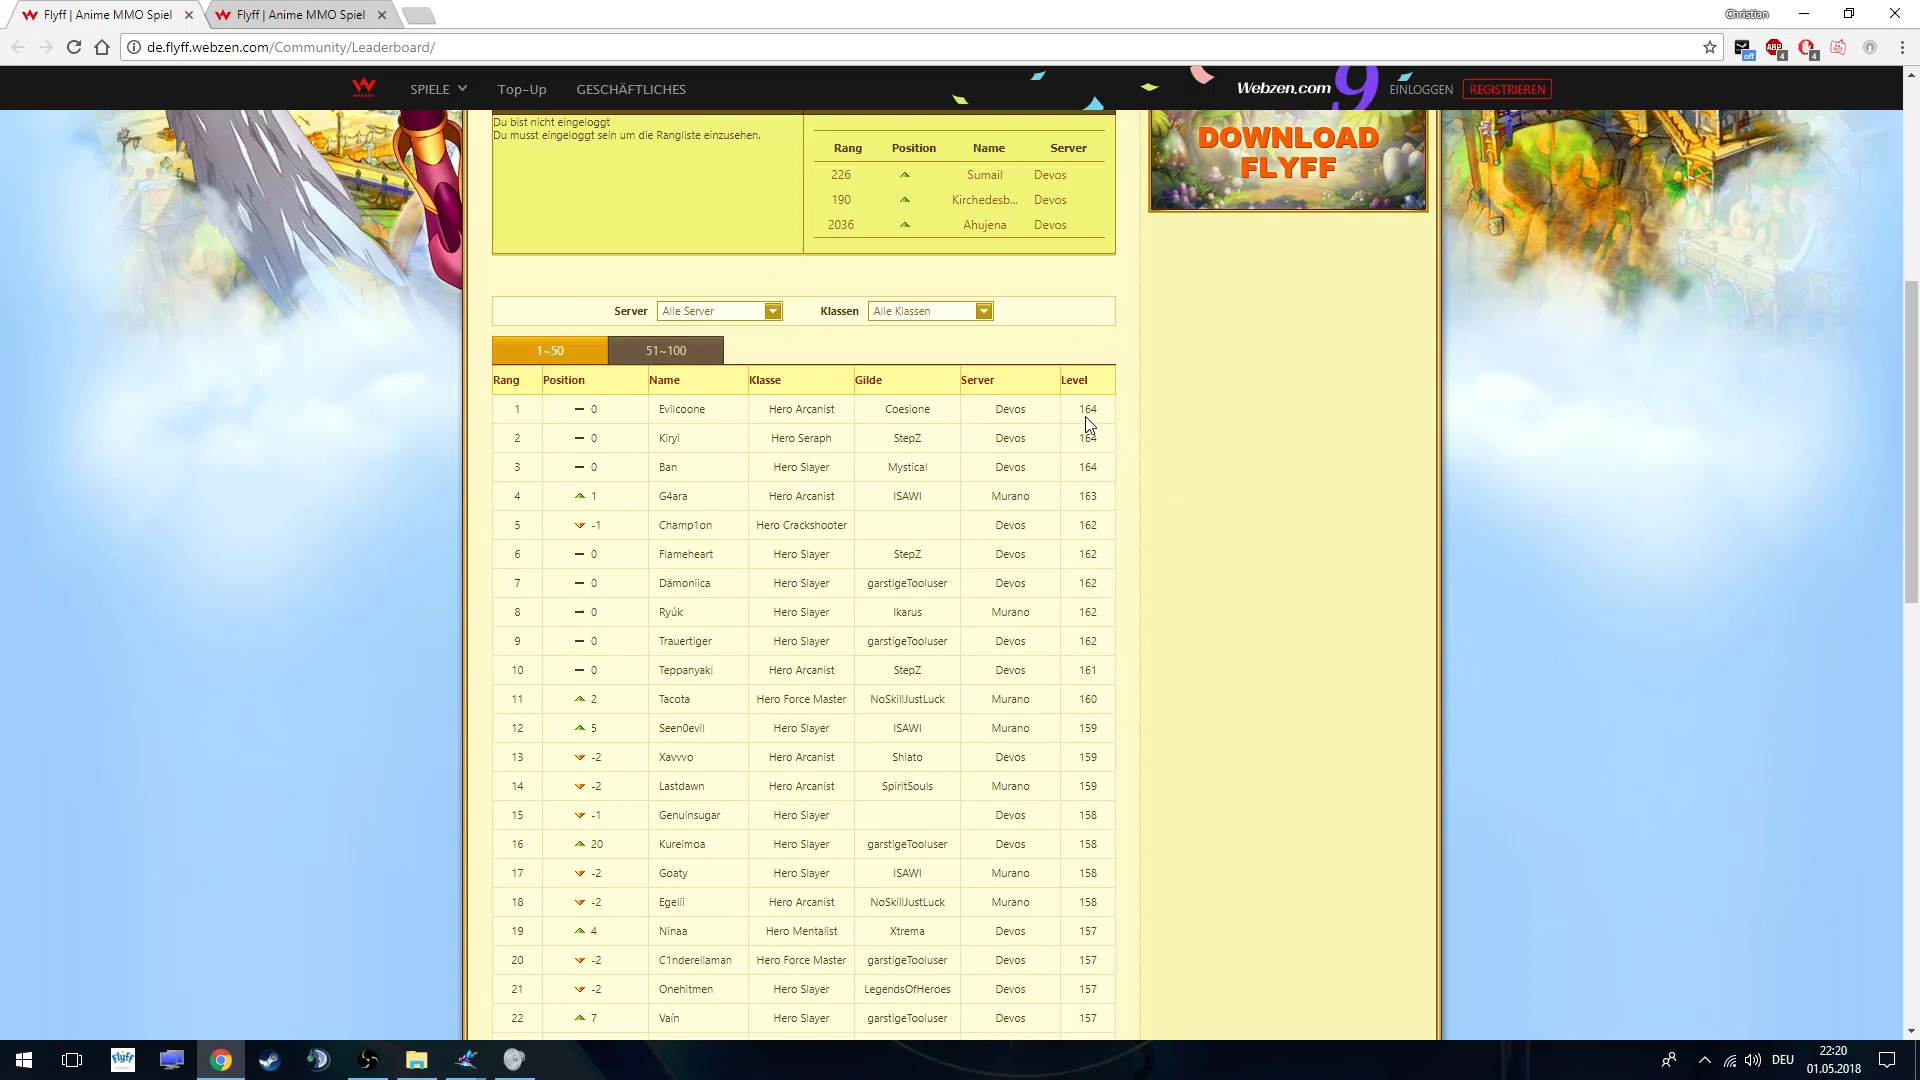 Flyff | Anime MMO Spiel
Flyff | Anime MMO Spiel
Christian
de.flyff.webzen.com/Community/Leaderboard/
off
ABP
4
4
WEBZEN
SPIELE
Top-Up
GESCHÄFTLICHES
Webzen.com 9
EINLOGGEN
REGISTRIEREN
Du bist nicht eingeloggt
Du musst eingeloggt sein um die Rangliste einzusehen.
Rang Position Name Server
226 Sumail Devos
190 Kirchedesb... Devos
2036 Ahujena Devos
DOWNLOAD
FLYFF
Server Alle Server Klassen Alle Klassen
1~50 51~100
Rang Position Name Klasse Gilde Server Level
1 0 Evilcoone Hero Arcanist Coesione Devos 164
2 0 Kiryi Hero Seraph StepZ Devos 164
3 0 Ban Hero Slayer Mystical Devos 164
4 1 G4ara Hero Arcanist ISAWI Murano 163
5 -1 Champ1on Hero Crackshooter Devos 162
6 0 Flameheart Hero Slayer StepZ Devos 162
7 0 Dämoniica Hero Slayer garstigeTooluser Devos 162
8 0 Ryúk Hero Slayer Ikarus Murano 162
9 0 Trauertiger Hero Slayer garstigeTooluser Devos 162
10 0 Teppanyaki Hero Arcanist StepZ Devos 161
11 2 Tacota Hero Force Master NoSkillJustLuck Murano 160
12 5 Seen0evil Hero Slayer ISAWI Murano 159
13 -2 Xavvvo Hero Arcanist Shiato Devos 159
14 -2 Lastdawn Hero Arcanist SpiritSouls Murano 159
15 -1 Genuinsugar Hero Slayer Devos 158
16 20 Kureimoa Hero Slayer garstigeTooluser Devos 158
17 -2 Goaty Hero Slayer ISAWI Murano 158
18 -2 Egelii Hero Arcanist NoSkillJustLuck Murano 158
19 4 Ninaa Hero Mentalist Xtrema Devos 157
20 -2 C1nderellaman Hero Force Master garstigeTooluser Devos 157
21 -2 Onehitmen Hero Slayer LegendsOfHeroes Devos 157
22 7 Vaín Hero Slayer garstigeTooluser Devos 157
Flyff
DEU
22:20
01.05.2018